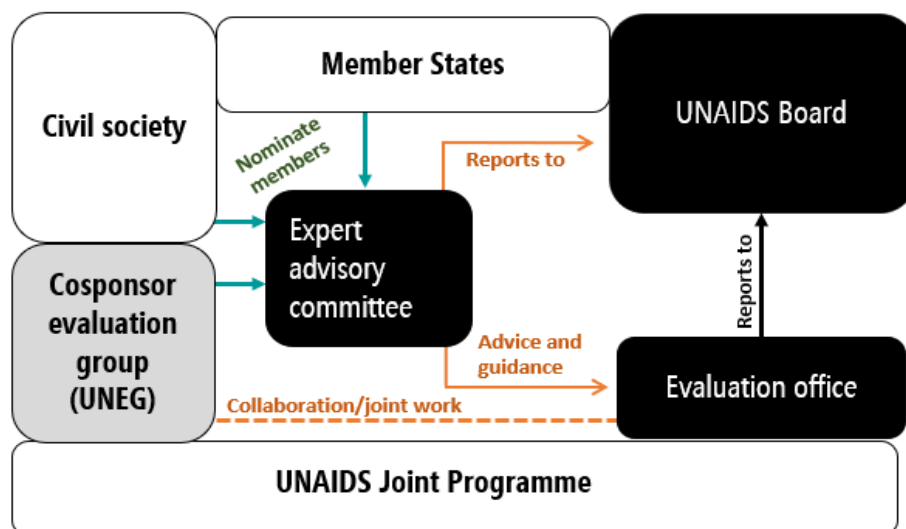 Member States
Civil society
UNAIDS Board
Nominate
members
Reports to
Expert
advisory
committee
Reports to
Cosponsor
evaluation
group
(UNEG)
Advice and
guidance
Evaluation office
Collaboration/joint work
UNAIDS Joint Programme